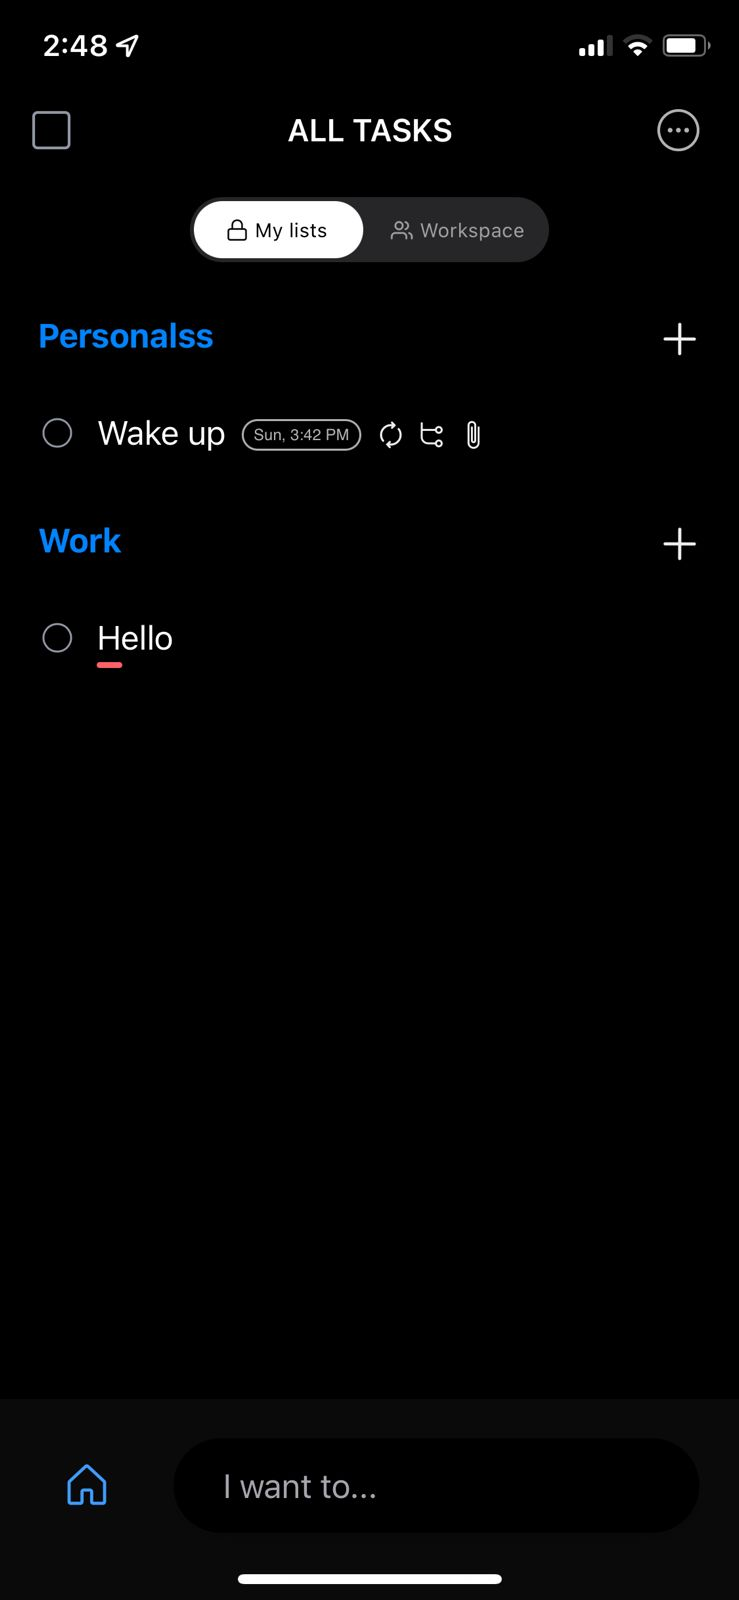 2:48
ALL TASKS
My lists Workspace
Personalss
Wake up Sun, 3:42 PM
Work
Hello
I want to...